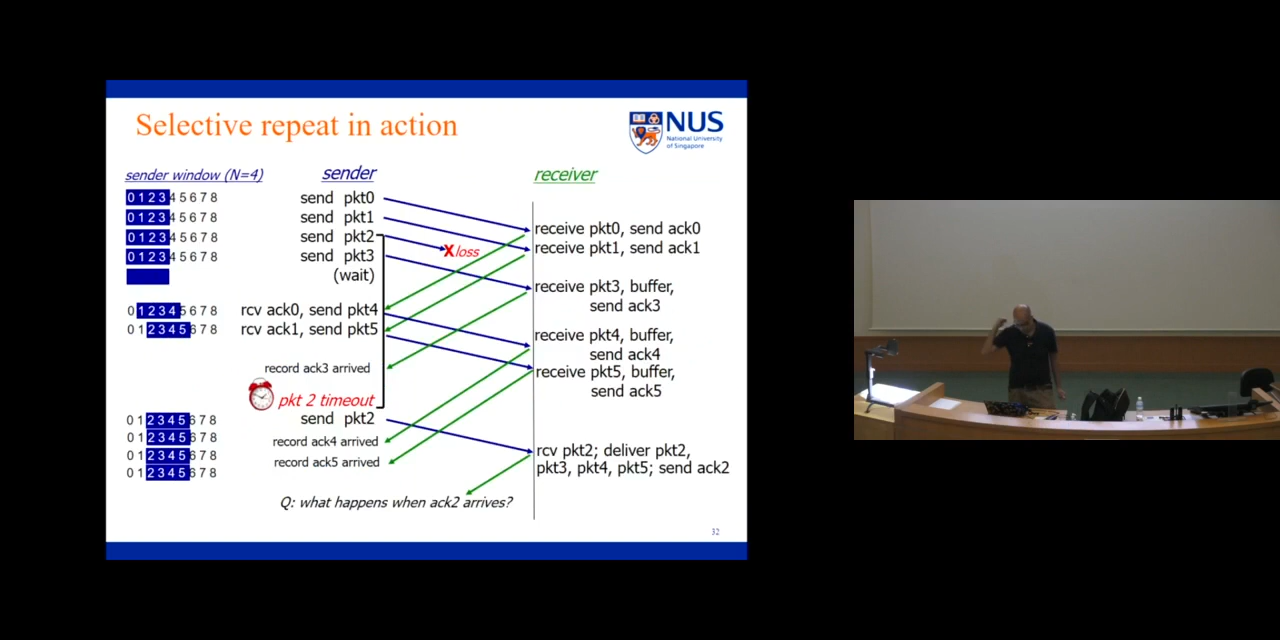 Selective repeat in action
NUS
National University
of Singapore
sender window (N=4)
sender
receiver
0 1 2 3 4 5 6 7 8
send pkt0
0 1 2 3 4 5 6 7 8
send pkt1
0 1 2 3 4 5 6 7 8
send pkt2
0 1 2 3 4 5 6 7 8
send pkt3
(wait)
X loss
receive pkt0, send ack0
receive pkt1, send ack1
receive pkt3, buffer,
send ack3
0 1 2 3 4 5 6 7 8
rcv ack0, send pkt4
0 1 2 3 4 5 6 7 8
rcv ack1, send pkt5
receive pkt4, buffer,
send ack4
receive pkt5, buffer,
send ack5
record ack3 arrived
pkt 2 timeout
0 1 2 3 4 5 6 7 8
send pkt2
0 1 2 3 4 5 6 7 8
record ack4 arrived
0 1 2 3 4 5 6 7 8
record ack5 arrived
0 1 2 3 4 5 6 7 8
rcv pkt2; deliver pkt2,
pkt3, pkt4, pkt5; send ack2
Q: what happens when ack2 arrives?
32